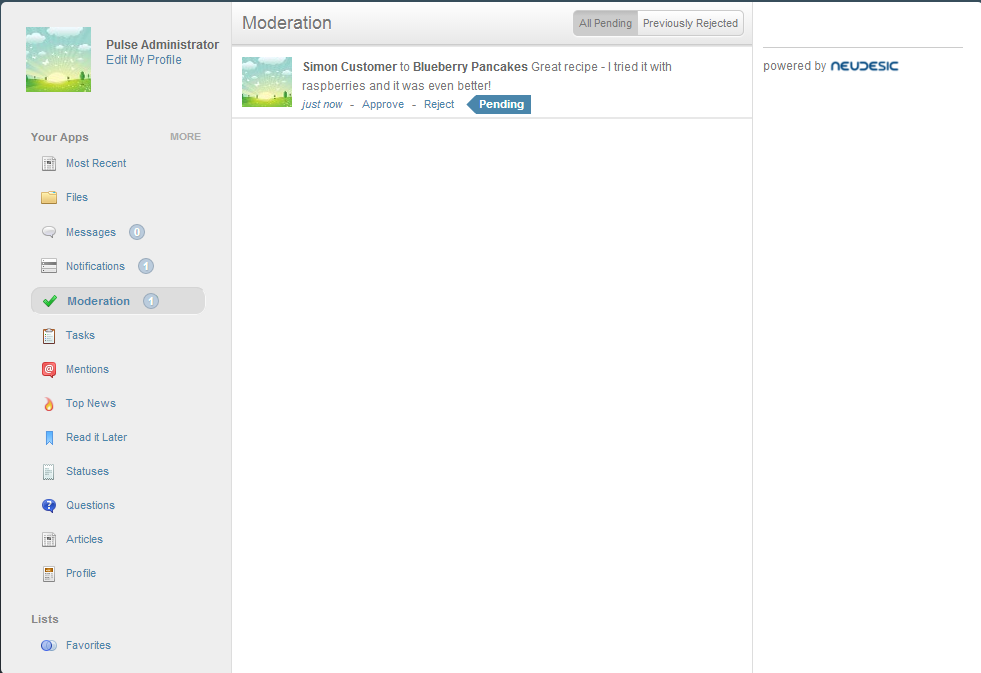 Pulse Administrator
Edit My Profile
Your Apps MORE
Most Recent
Files
Messages 0
Notifications 1
Moderation 1
Tasks
Mentions
Top News
Read it Later
Statuses
Questions
Articles
Profile
Lists
Favorites
Moderation
All Pending Previously Rejected
Simon Customer to Blueberry Pancakes Great recipe - I tried it with
raspberries and it was even better!
just now - Approve - Reject Pending
powered by NEUDESIC